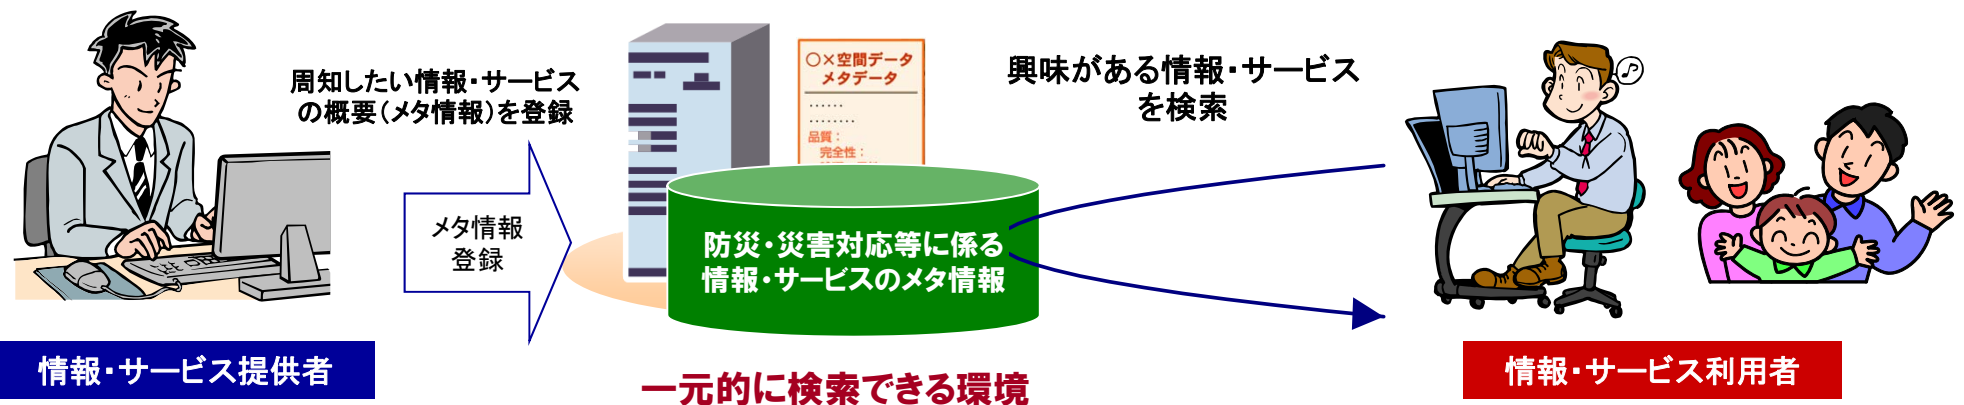 周知したい情報・サービス
の概要(メタ情報)を登録
メタ情報
登録
○×空間データ
メタデータ
……
………
品質：
完全性：
防災・災害対応等に係る
情報・サービスのメタ情報
興味がある情報・サービス
を検索
情報・サービス提供者
一元的に検索できる環境
情報・サービス利用者